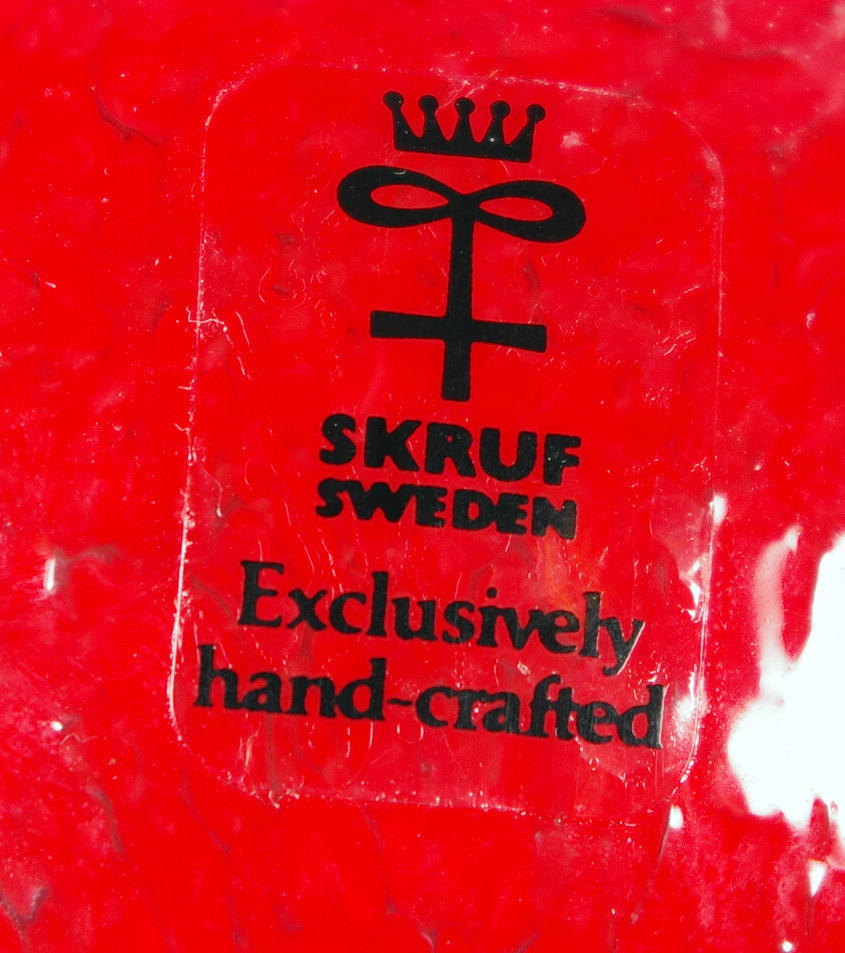 SKRUF
SWEDEN
Exclusively
hand-crafted